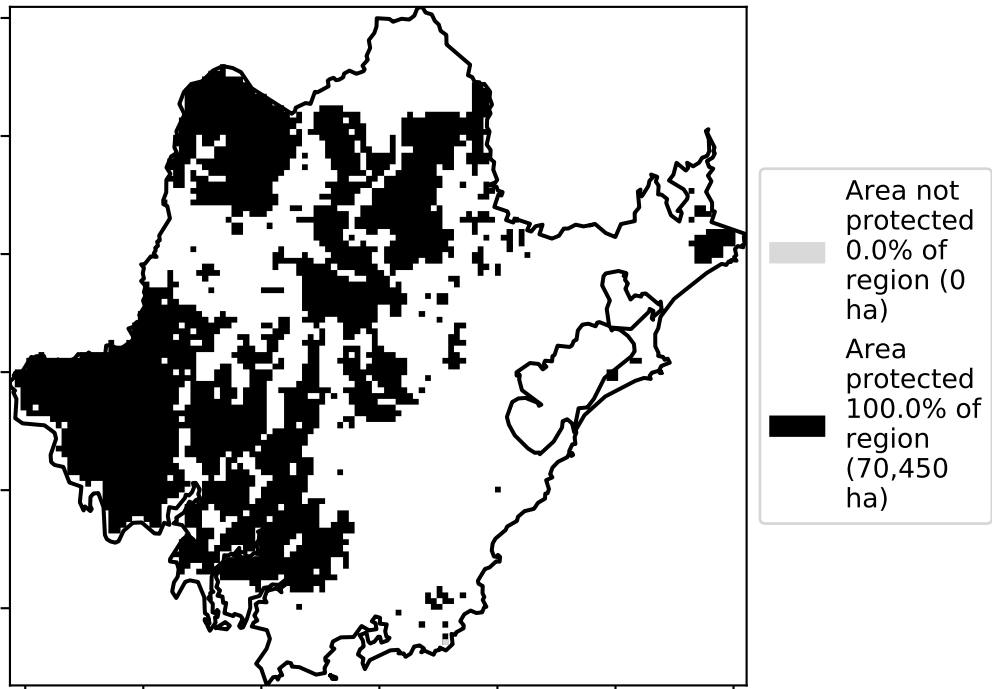 Area not
protected
0.0% of
region (0
ha)
Area
protected
100.0% of
region
(70,450
ha)